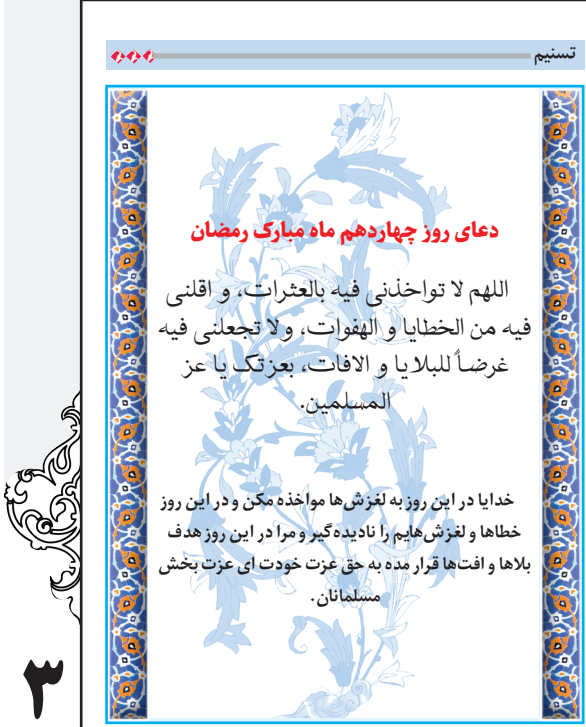 تسنیم
دعای روز چهاردهم ماه مبارک رمضان
اللهم لا تواخذنی فیه بالعثرات، و اقلنی
فیه من الخطایا و الهفوات، ولا تجعلنی فیه
غرضاً للبلایا و الافات، بعزتک یا عز
المسلمین.
خدایا در این روز به لغزش‌ها مواخذه مکن و در این روز
خطاها و لغزش‌هایم را نادیده گیر و مرا در این روز هدف
بلاها و افت‌ها قرار مده به حق عزت خودت ای عزت بخش
مسلمانان.
۳